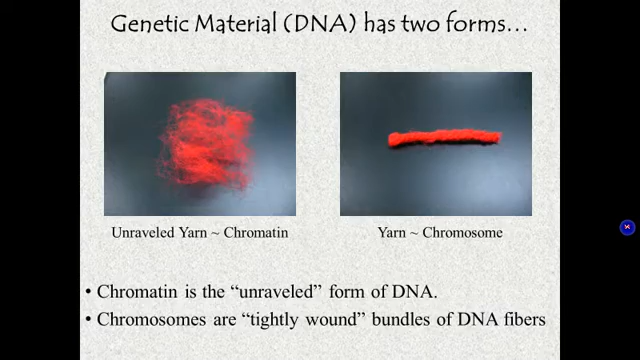 Genetic Material (DNA) has two forms…
Unraveled Yarn ~ Chromatin
Yarn ~ Chromosome
• Chromatin is the “unraveled” form of DNA.
• Chromosomes are “tightly wound” bundles of DNA fibers